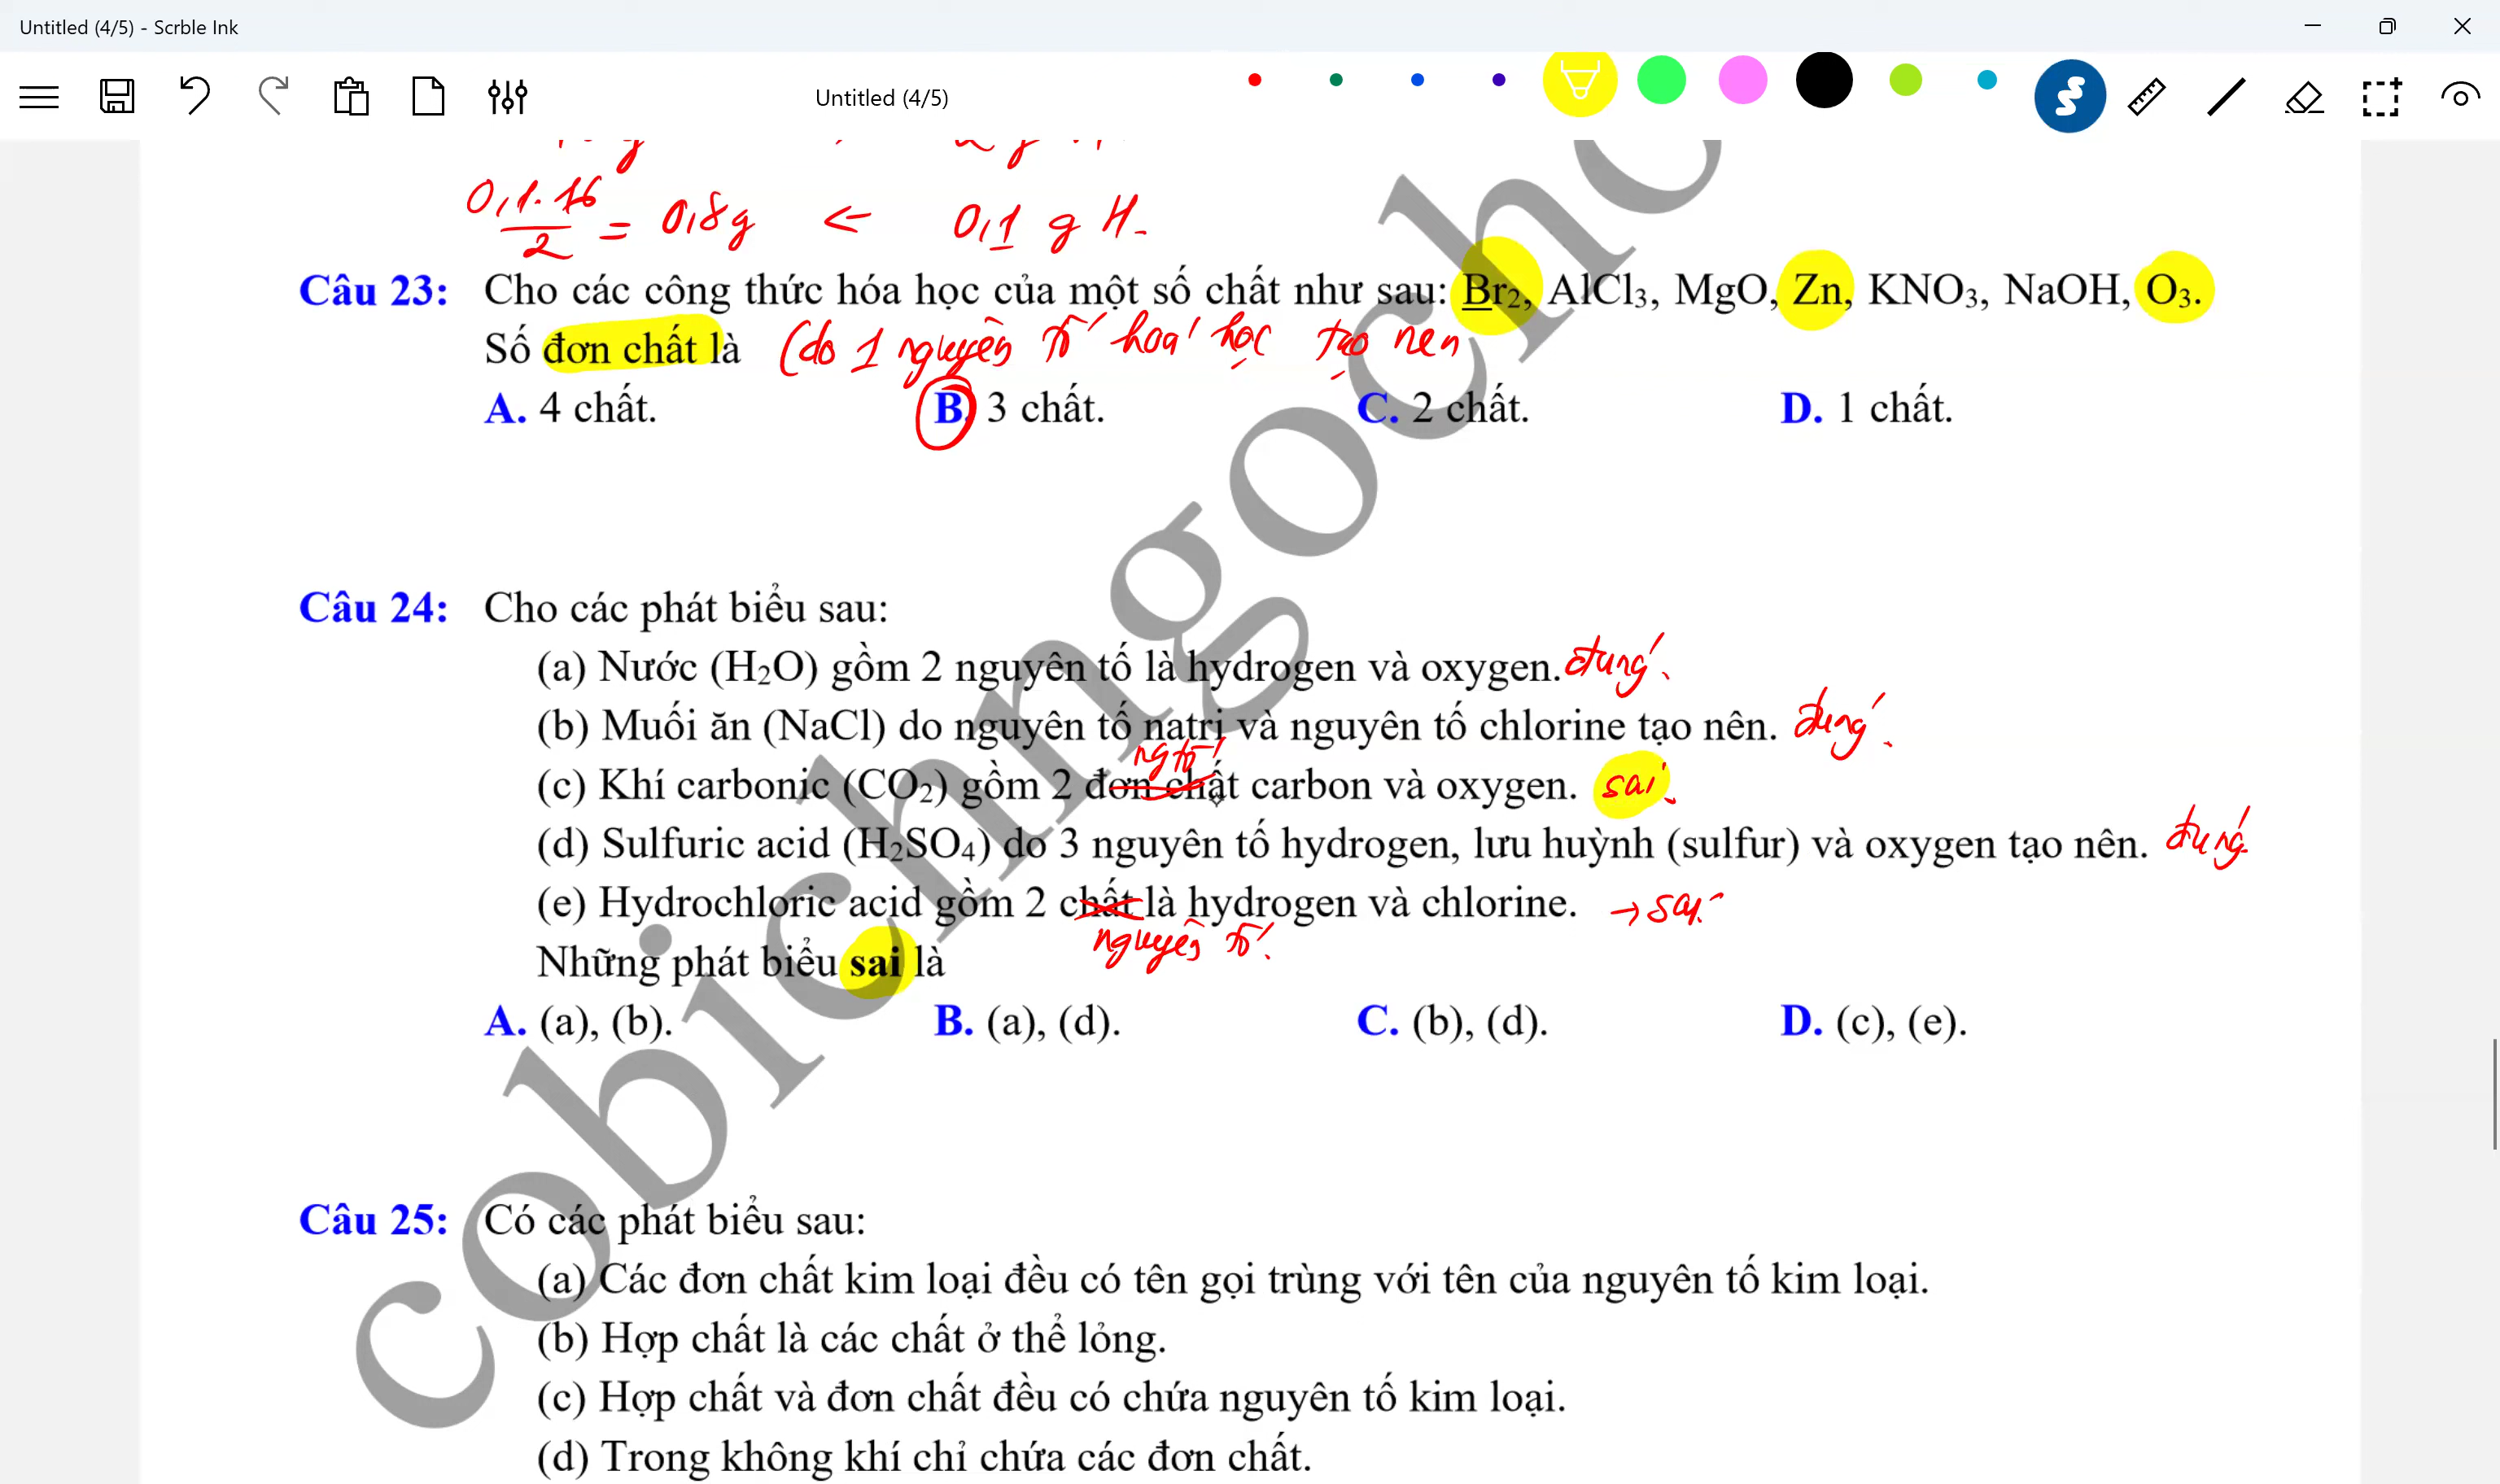 Untitled (4/5) - Scrble Ink
Untitled (4/5)
0,1.16/2 = 0,8g ← 0,1 g H.
Câu 23: Cho các công thức hóa học của một số chất như sau: Br₂, AlCl₃, MgO, Zn, KNO₃, NaOH, O₃.
Số đơn chất là (do 1 nguyên tố hoá học tạo nên
A. 4 chất. B. 3 chất. C. 2 chất. D. 1 chất.
Câu 24: Cho các phát biểu sau:
(a) Nước (H₂O) gồm 2 nguyên tố là hydrogen và oxygen. đúng.
(b) Muối ăn (NaCl) do nguyên tố natri và nguyên tố chlorine tạo nên. đúng.
ng tố
(c) Khí carbonic (CO₂) gồm 2 đơn chất carbon và oxygen. sai.
(d) Sulfuric acid (H₂SO₄) do 3 nguyên tố hydrogen, lưu huỳnh (sulfur) và oxygen tạo nên. đúng.
(e) Hydrochloric acid gồm 2 chất là hydrogen và chlorine. → sai
nguyên tố.
Những phát biểu sai là
A. (a), (b). B. (a), (d). C. (b), (d). D. (c), (e).
Câu 25: Có các phát biểu sau:
(a) Các đơn chất kim loại đều có tên gọi trùng với tên của nguyên tố kim loại.
(b) Hợp chất là các chất ở thể lỏng.
(c) Hợp chất và đơn chất đều có chứa nguyên tố kim loại.
(d) Trong không khí chỉ chứa các đơn chất.
cobichngocho